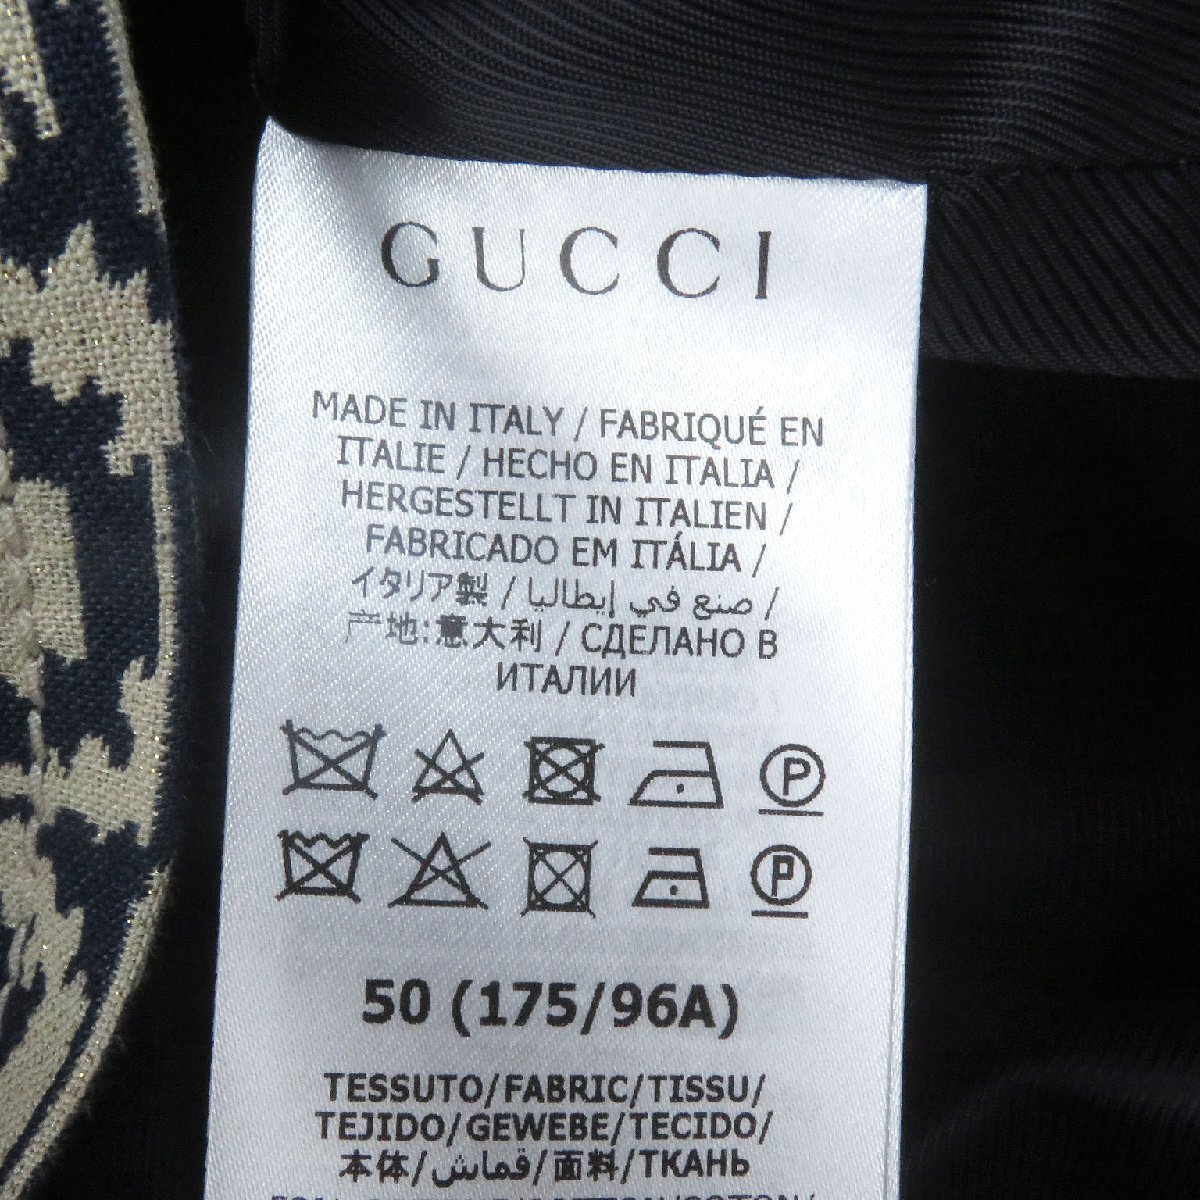 GUCCI
MADE IN ITALY / FABRIQUÉ EN
ITALIE / HECHO EN ITALIA /
HERGESTELLT IN ITALIEN /
FABRICADO EM ITÁLIA /
イタリア製 / صنع في إيطاليا /
产地:意大利 / СДЕЛАНО В
ИТАЛИИ
P
P
50 (175/96A)
TESSUTO/FABRIC/TISSU/
TEJIDO/GEWEBE/TECIDO/
本体/قماش/面料/ТКАНЬ